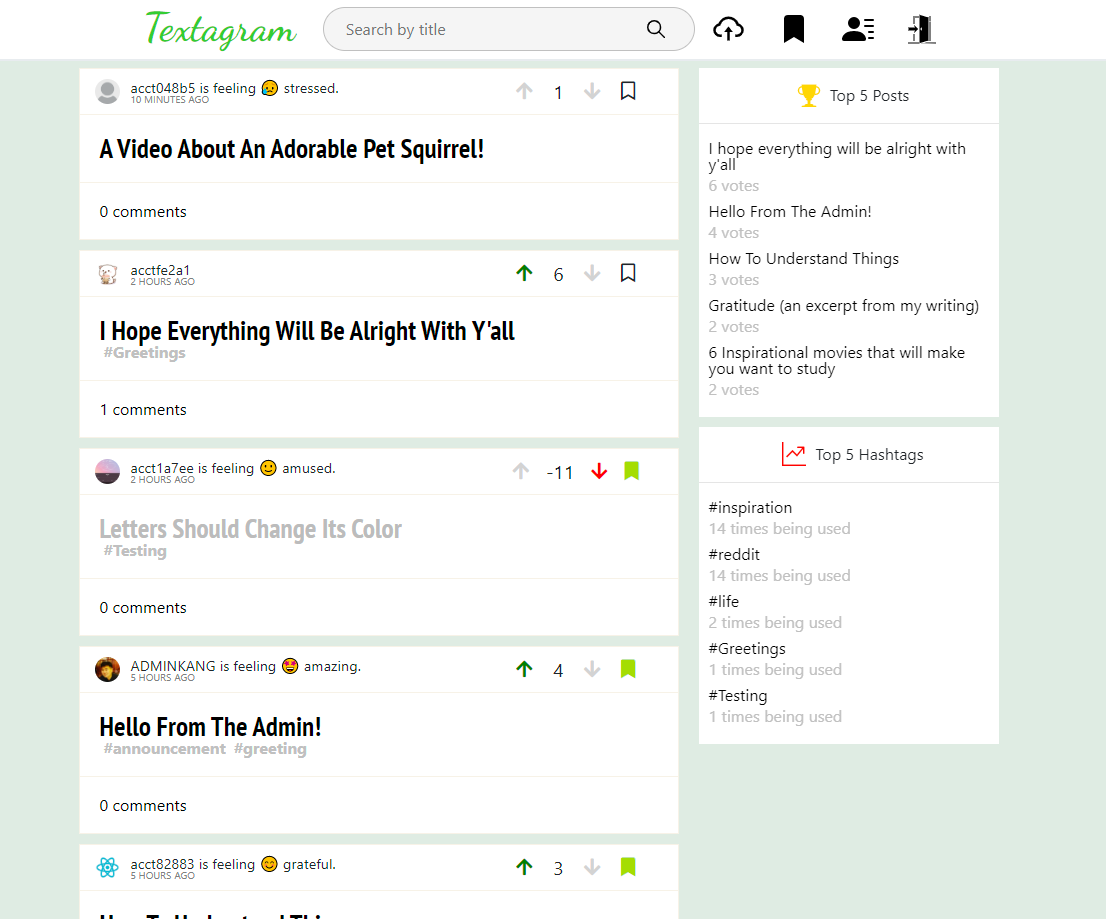 Textagram
Search by title
acct048b5 is feeling 😥 stressed.
10 MINUTES AGO
1
A Video About An Adorable Pet Squirrel!
0 comments
acctfe2a1
2 HOURS AGO
6
I Hope Everything Will Be Alright With Y'all
#Greetings
1 comments
acct1a7ee is feeling 🙂 amused.
2 HOURS AGO
-11
Letters Should Change Its Color
#Testing
0 comments
ADMINKANG is feeling 🤩 amazing.
5 HOURS AGO
4
Hello From The Admin!
#announcement #greeting
0 comments
acct82883 is feeling 😊 grateful.
5 HOURS AGO
3
Top 5 Posts
I hope everything will be alright with
y'all
6 votes
Hello From The Admin!
4 votes
How To Understand Things
3 votes
Gratitude (an excerpt from my writing)
2 votes
6 Inspirational movies that will make
you want to study
2 votes
Top 5 Hashtags
#inspiration
14 times being used
#reddit
14 times being used
#life
2 times being used
#Greetings
1 times being used
#Testing
1 times being used